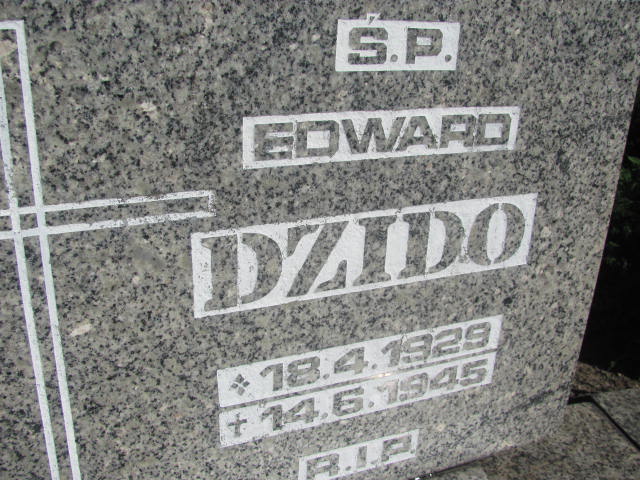 Ś.P.
EDWARD
DZIDO
18.4.1929
14.6.1945
R.I.P.